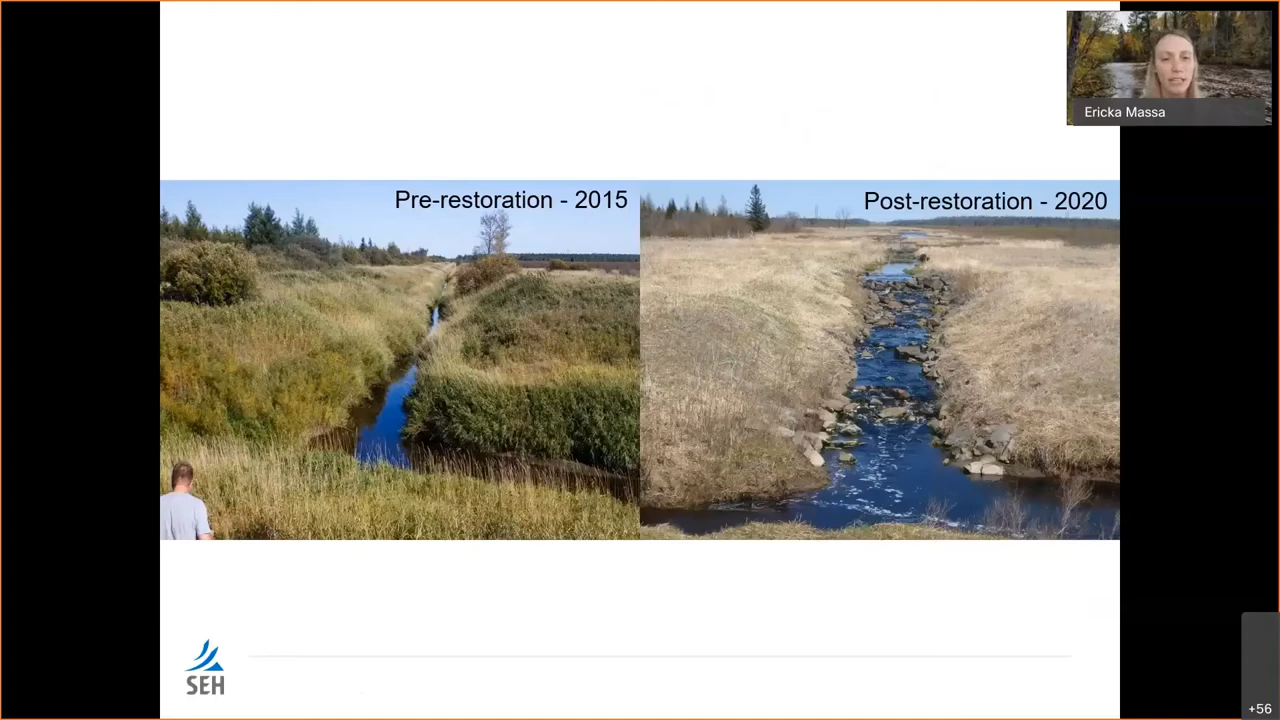 Ericka Massa
Pre-restoration - 2015
Post-restoration - 2020
SEH
+56